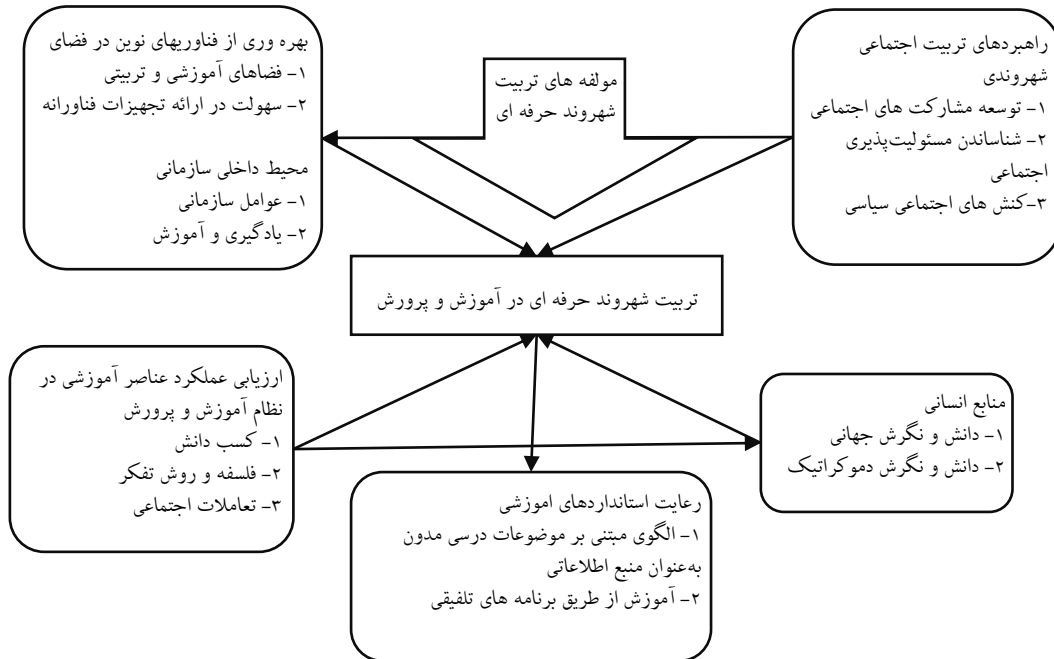 راهبردهای تربیت اجتماعی
شهروندی
۱- توسعه مشارکت های اجتماعی
۲- شناساندن مسئولیت‌پذیری
اجتماعی
۳-کنش های اجتماعی سیاسی
مولفه های تربیت
شهروند حرفه ای
بهره وری از فناوریهای نوین در فضای
۱- فضاهای آموزشی و تربیتی
۲- سهولت در ارائه تجهیزات فناورانه
محیط داخلی سازمانی
۱- عوامل سازمانی
۲- یادگیری و آموزش
تربیت شهروند حرفه ای در آموزش و پرورش
منابع انسانی
۱- دانش و نگرش جهانی
۲- دانش و نگرش دموکراتیک
ارزیابی عملکرد عناصر آموزشی در
نظام آموزش و پرورش
۱- کسب دانش
۲- فلسفه و روش تفکر
۳- تعاملات اجتماعی
رعایت استانداردهای اموزشی
۱- الگوی مبتنی بر موضوعات درسی مدون
به‌عنوان منبع اطلاعاتی
۲- آموزش از طریق برنامه های تلفیقی